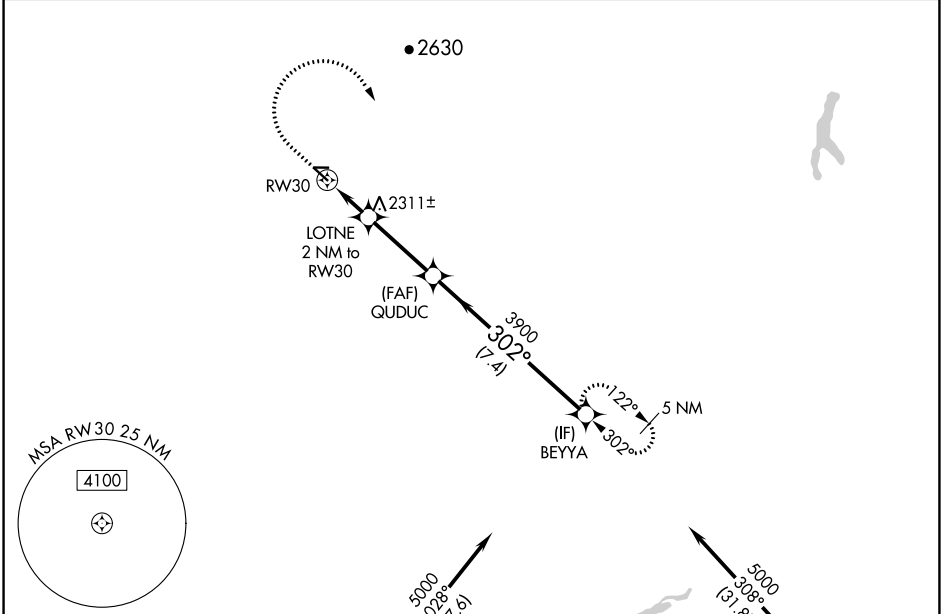 2630
RW30
2311±
LOTNE
2 NM to
RW30
(FAF)
QUDUC
3900
302°
(7.4)
122°
5 NM
302°
(IF)
BEYYA
MSA RW30 25 NM
4100
5000
5000
308°